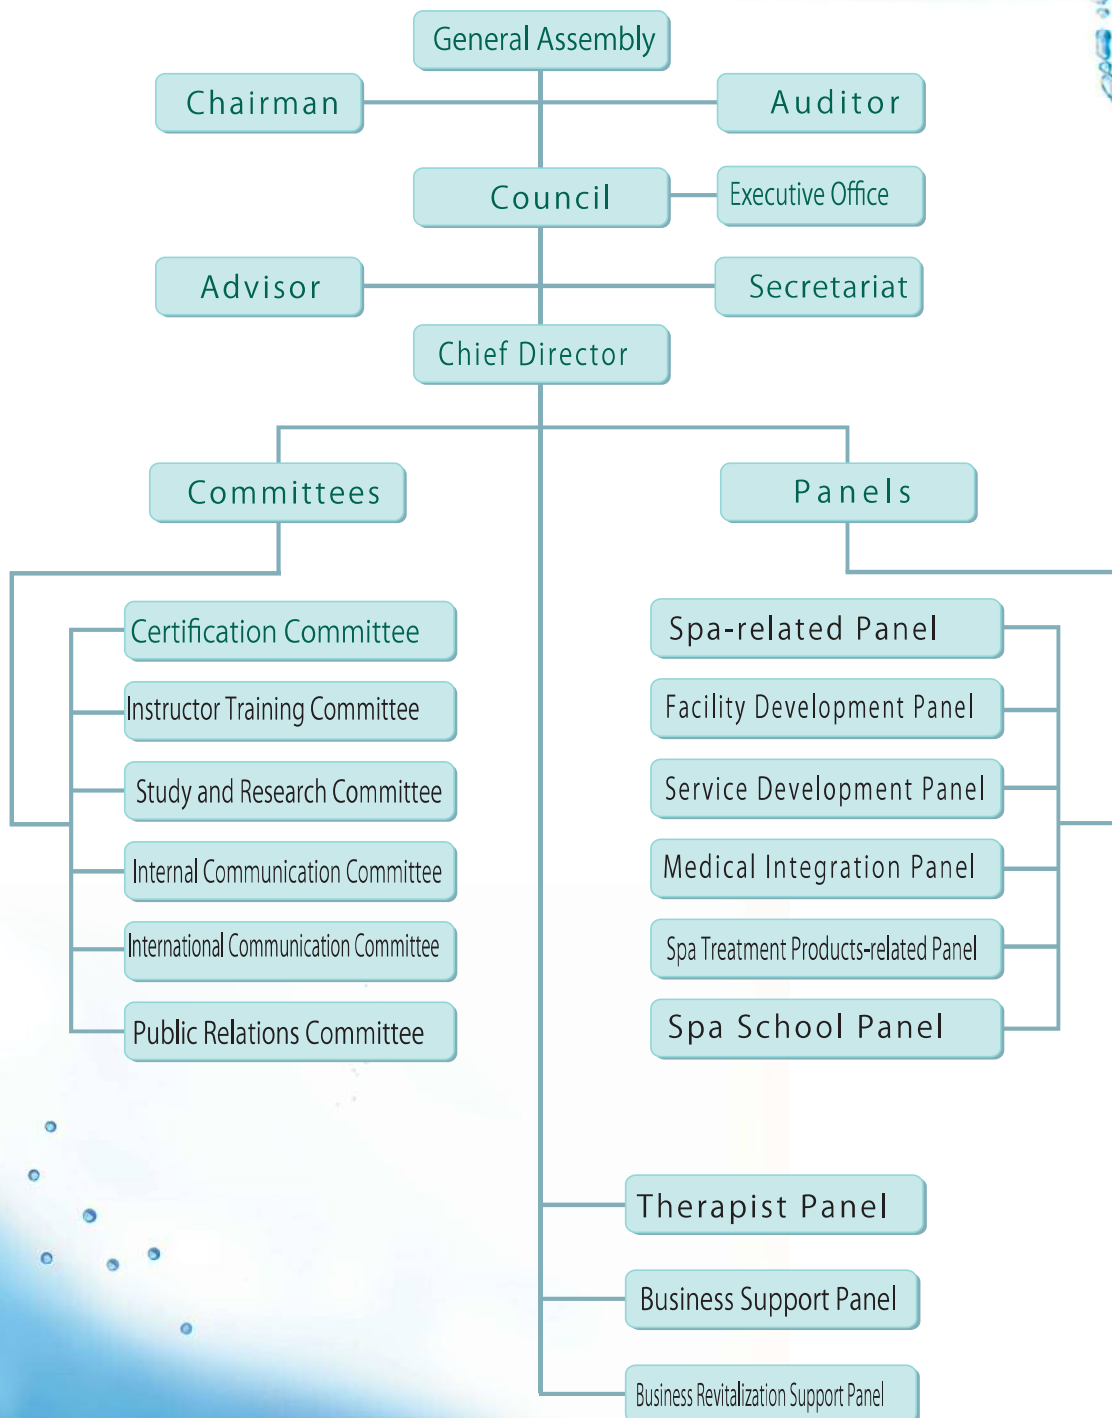 General Assembly
Chairman
Auditor
Council
Executive Office
Advisor
Secretariat
Chief Director
Committees
Panels
Certification Committee
Instructor Training Committee
Study and Research Committee
Internal Communication Committee
International Communication Committee
Public Relations Committee
Spa-related Panel
Facility Development Panel
Service Development Panel
Medical Integration Panel
Spa Treatment Products-related Panel
Spa School Panel
Therapist Panel
Business Support Panel
Business Revitalization Support Panel